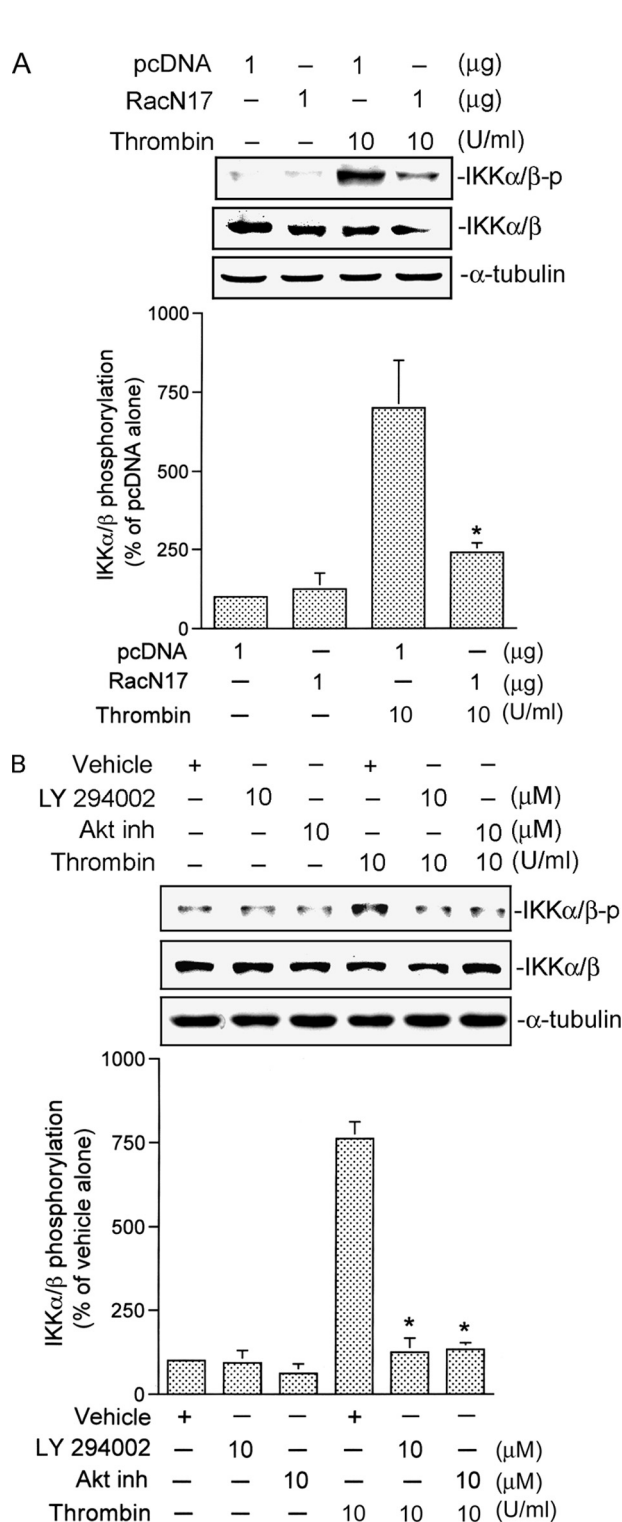 A
pcDNA 1 – 1 – (μg)
RacN17 – 1 – 1 (μg)
Thrombin – – 10 10 (U/ml)
-IKKα/β-p
-IKKα/β
-α-tubulin
IKKα/β phosphorylation
(% of pcDNA alone)
1000
750
500
250
0
*
pcDNA 1 – 1 – (μg)
RacN17 – 1 – 1 (μg)
Thrombin – – 10 10 (U/ml)
B
Vehicle + – – + – –
LY 294002 – 10 – – 10 – (μM)
Akt inh – – 10 – – 10 (μM)
Thrombin – – – 10 10 10 (U/ml)
-IKKα/β-p
-IKKα/β
-α-tubulin
IKKα/β phosphorylation
(% of vehicle alone)
1000
750
500
250
0
* *
Vehicle + – – + – –
LY 294002 – 10 – – 10 – (μM)
Akt inh – – 10 – – 10 (μM)
Thrombin – – – 10 10 10 (U/ml)